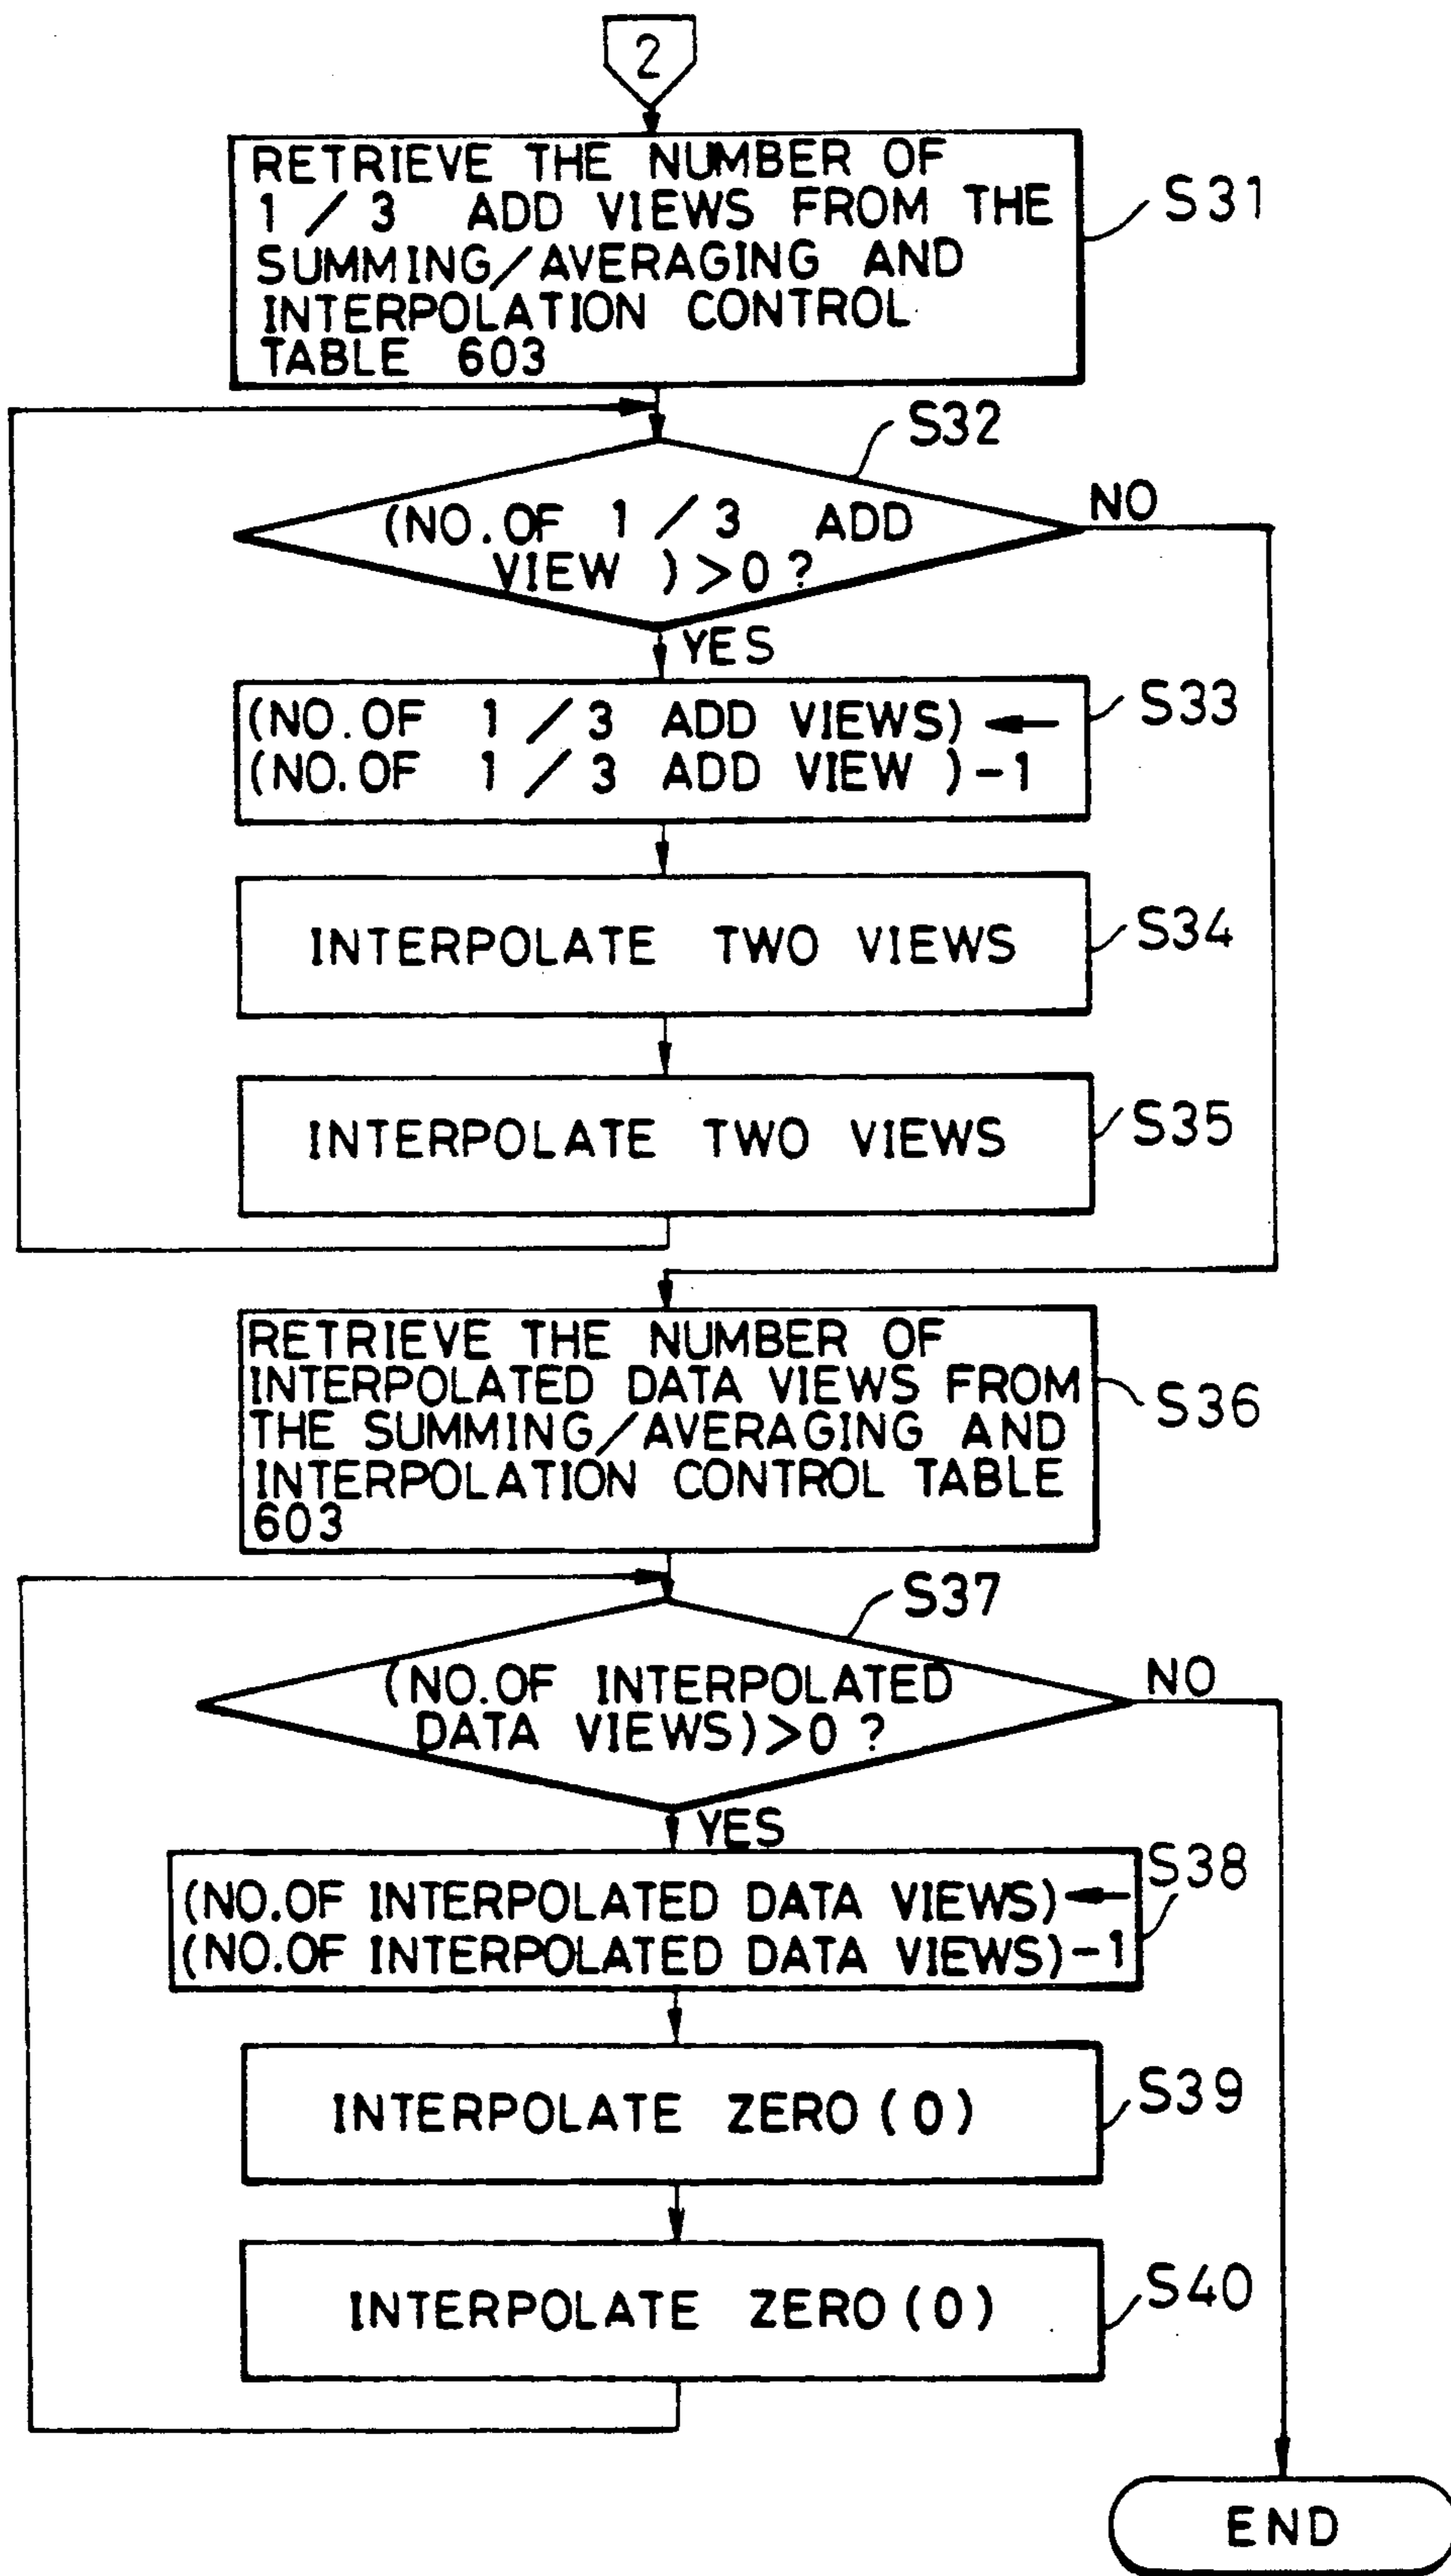 2
RETRIEVE THE NUMBER OF
1 / 3 ADD VIEWS FROM THE
SUMMING/AVERAGING AND
INTERPOLATION CONTROL
TABLE 603
S31
S32
(NO.OF 1 / 3 ADD
VIEW ) >0 ?
NO
YES
(NO.OF 1 / 3 ADD VIEWS) ←
(NO.OF 1 / 3 ADD VIEW ) -1
S33
INTERPOLATE TWO VIEWS
S34
INTERPOLATE TWO VIEWS
S35
RETRIEVE THE NUMBER OF
INTERPOLATED DATA VIEWS FROM
THE SUMMING/AVERAGING AND
INTERPOLATION CONTROL TABLE
603
S36
S37
(NO.OF INTERPOLATED
DATA VIEWS)>0 ?
NO
YES
(NO.OF INTERPOLATED DATA VIEWS) ←
(NO.OF INTERPOLATED DATA VIEWS) -1
S38
INTERPOLATE ZERO (0)
S39
INTERPOLATE ZERO (0)
S40
END